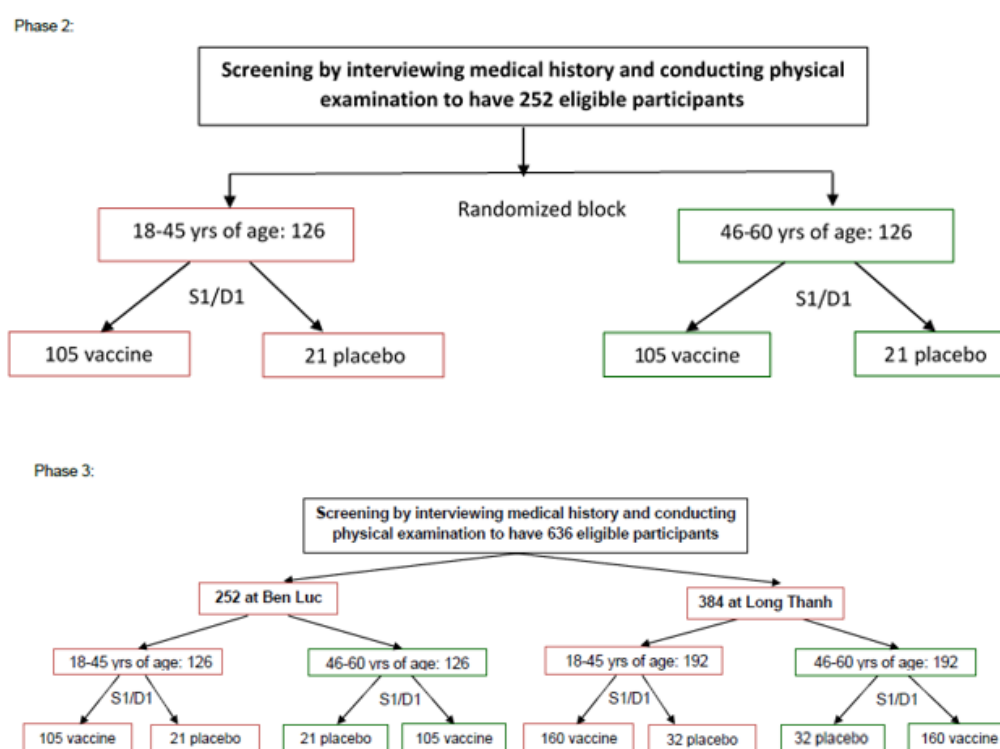 Phase 2:
Screening by interviewing medical history and conducting physical
examination to have 252 eligible participants
Randomized block
18-45 yrs of age: 126
46-60 yrs of age: 126
S1/D1
S1/D1
105 vaccine
21 placebo
105 vaccine
21 placebo
Phase 3:
Screening by interviewing medical history and conducting
physical examination to have 636 eligible participants
252 at Ben Luc
384 at Long Thanh
18-45 yrs of age: 126
46-60 yrs of age: 126
18-45 yrs of age: 192
46-60 yrs of age: 192
S1/D1
S1/D1
S1/D1
S1/D1
105 vaccine
21 placebo
21 placebo
105 vaccine
160 vaccine
32 placebo
32 placebo
160 vaccine